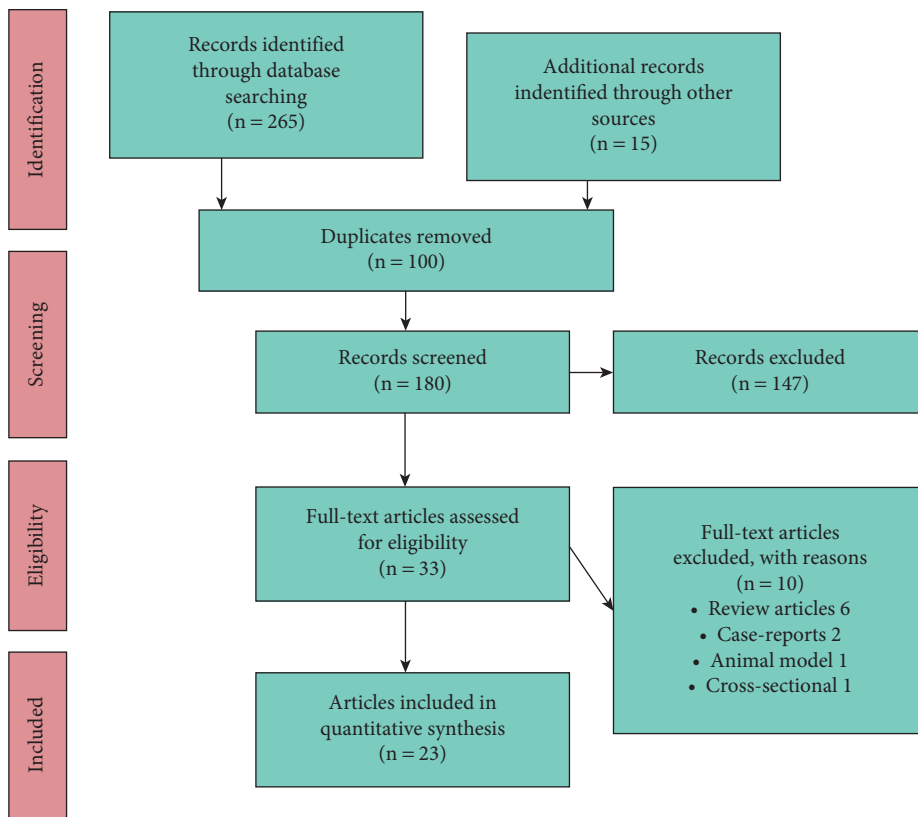 Identification
Records identified
through database
searching
(n = 265)
Additional records
indentified through other
sources
(n = 15)
Duplicates removed
(n = 100)
Screening
Records screened
(n = 180)
Records excluded
(n = 147)
Eligibility
Full-text articles assessed
for eligibility
(n = 33)
Full-text articles
excluded, with reasons
(n = 10)
• Review articles 6
• Case-reports 2
• Animal model 1
• Cross-sectional 1
Included
Articles included in
quantitative synthesis
(n = 23)